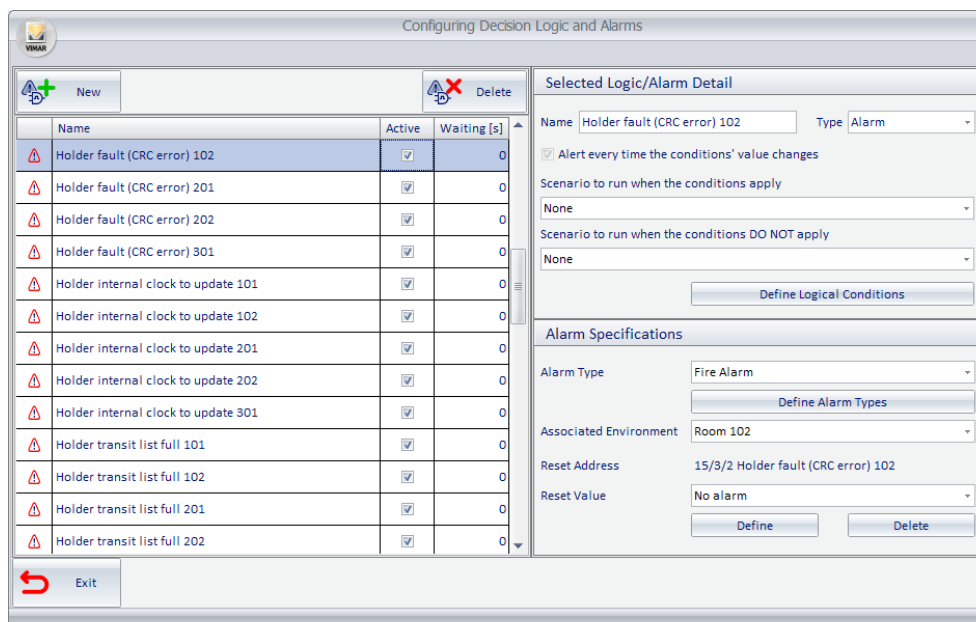 Configuring Decision Logic and Alarms
VIMAR
New
Delete
Name Active Waiting [s]
Holder fault (CRC error) 102 0
Holder fault (CRC error) 201 0
Holder fault (CRC error) 202 0
Holder fault (CRC error) 301 0
Holder internal clock to update 101 0
Holder internal clock to update 102 0
Holder internal clock to update 201 0
Holder internal clock to update 202 0
Holder internal clock to update 301 0
Holder transit list full 101 0
Holder transit list full 102 0
Holder transit list full 201 0
Holder transit list full 202 0
Exit
Selected Logic/Alarm Detail
Name Holder fault (CRC error) 102 Type Alarm
Alert every time the conditions' value changes
Scenario to run when the conditions apply
None
Scenario to run when the conditions DO NOT apply
None
Define Logical Conditions
Alarm Specifications
Alarm Type Fire Alarm
Define Alarm Types
Associated Environment Room 102
Reset Address 15/3/2 Holder fault (CRC error) 102
Reset Value No alarm
Define Delete